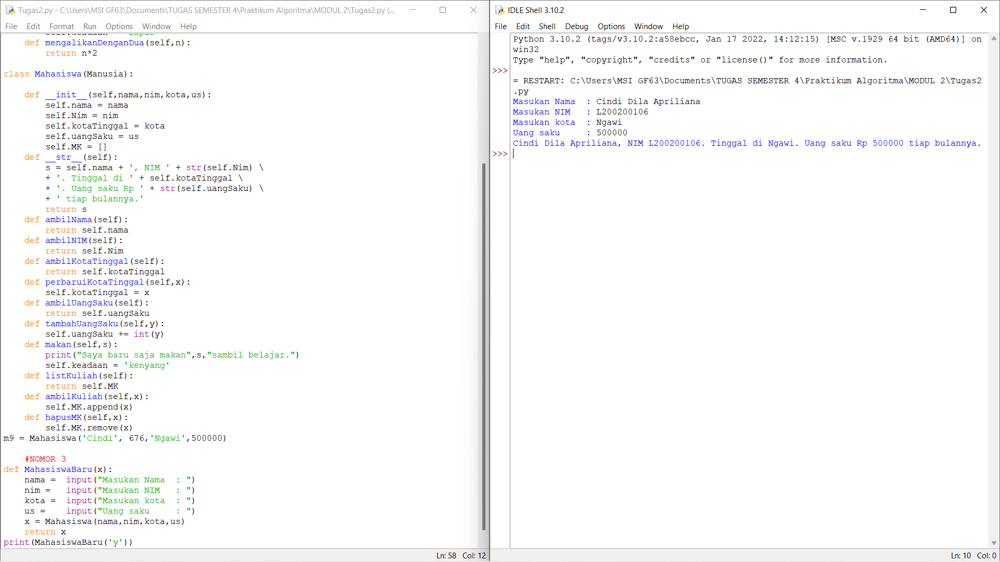 Tugas2.py - C:\Users\MSI GF63\Documents\TUGAS SEMESTER 4\Praktikum Algoritma\MODUL 2\Tugas2.py (...
File Edit Format Run Options Window Help
    def mengalikanDenganDua(self,n):
        return n*2

class Mahasiswa(Manusia):

    def __init__(self,nama,nim,kota,us):
        self.nama = nama
        self.Nim = nim
        self.kotaTinggal = kota
        self.uangSaku = us
        self.MK = []
    def __str__(self):
        s = self.nama + ', NIM ' + str(self.Nim) \
        + '. Tinggal di ' + self.kotaTinggal \
        + '. Uang saku Rp ' + str(self.uangSaku) \
        + ' tiap bulannya.'
        return s
    def ambilNama(self):
        return self.nama
    def ambilNIM(self):
        return self.Nim
    def ambilKotaTinggal(self):
        return self.kotaTinggal
    def perbaruiKotaTinggal(self,x):
        self.kotaTinggal = x
    def ambilUangSaku(self):
        return self.uangSaku
    def tambahUangSaku(self,y):
        self.uangSaku += int(y)
    def makan(self,s):
        print("Saya baru saja makan",s,"sambil belajar.")
        self.keadaan = 'kenyang'
    def listKuliah(self):
        return self.MK
    def ambilKuliah(self,x):
        self.MK.append(x)
    def hapusMK(self,x):
        self.MK.remove(x)
m9 = Mahasiswa('Cindi', 676,'Ngawi',500000)

    #NOMOR 3
def MahasiswaBaru(x):
    nama =  input("Masukan Nama  : ")
    nim =   input("Masukan NIM   : ")
    kota =  input("Masukan kota  : ")
    us =    input("Uang saku     : ")
    x = Mahasiswa(nama,nim,kota,us)
    return x
print(MahasiswaBaru('y'))
Ln: 58 Col: 12
IDLE Shell 3.10.2
File Edit Shell Debug Options Window Help
Python 3.10.2 (tags/v3.10.2:a58ebcc, Jan 17 2022, 14:12:15) [MSC v.1929 64 bit (AMD64)] on
win32
Type "help", "copyright", "credits" or "license()" for more information.
>>>
= RESTART: C:\Users\MSI GF63\Documents\TUGAS SEMESTER 4\Praktikum Algoritma\MODUL 2\Tugas2
.py
Masukan Nama  : Cindi Dila Apriliana
Masukan NIM   : L200200106
Masukan kota  : Ngawi
Uang saku     : 500000
Cindi Dila Apriliana, NIM L200200106. Tinggal di Ngawi. Uang saku Rp 500000 tiap bulannya.
>>>
Ln: 10 Col: 0